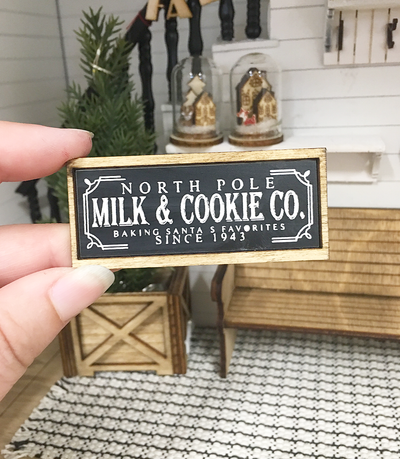 NORTH POLE
MILK & COOKIE CO.
BAKING SANTA S FAVORITES
SINCE 1943